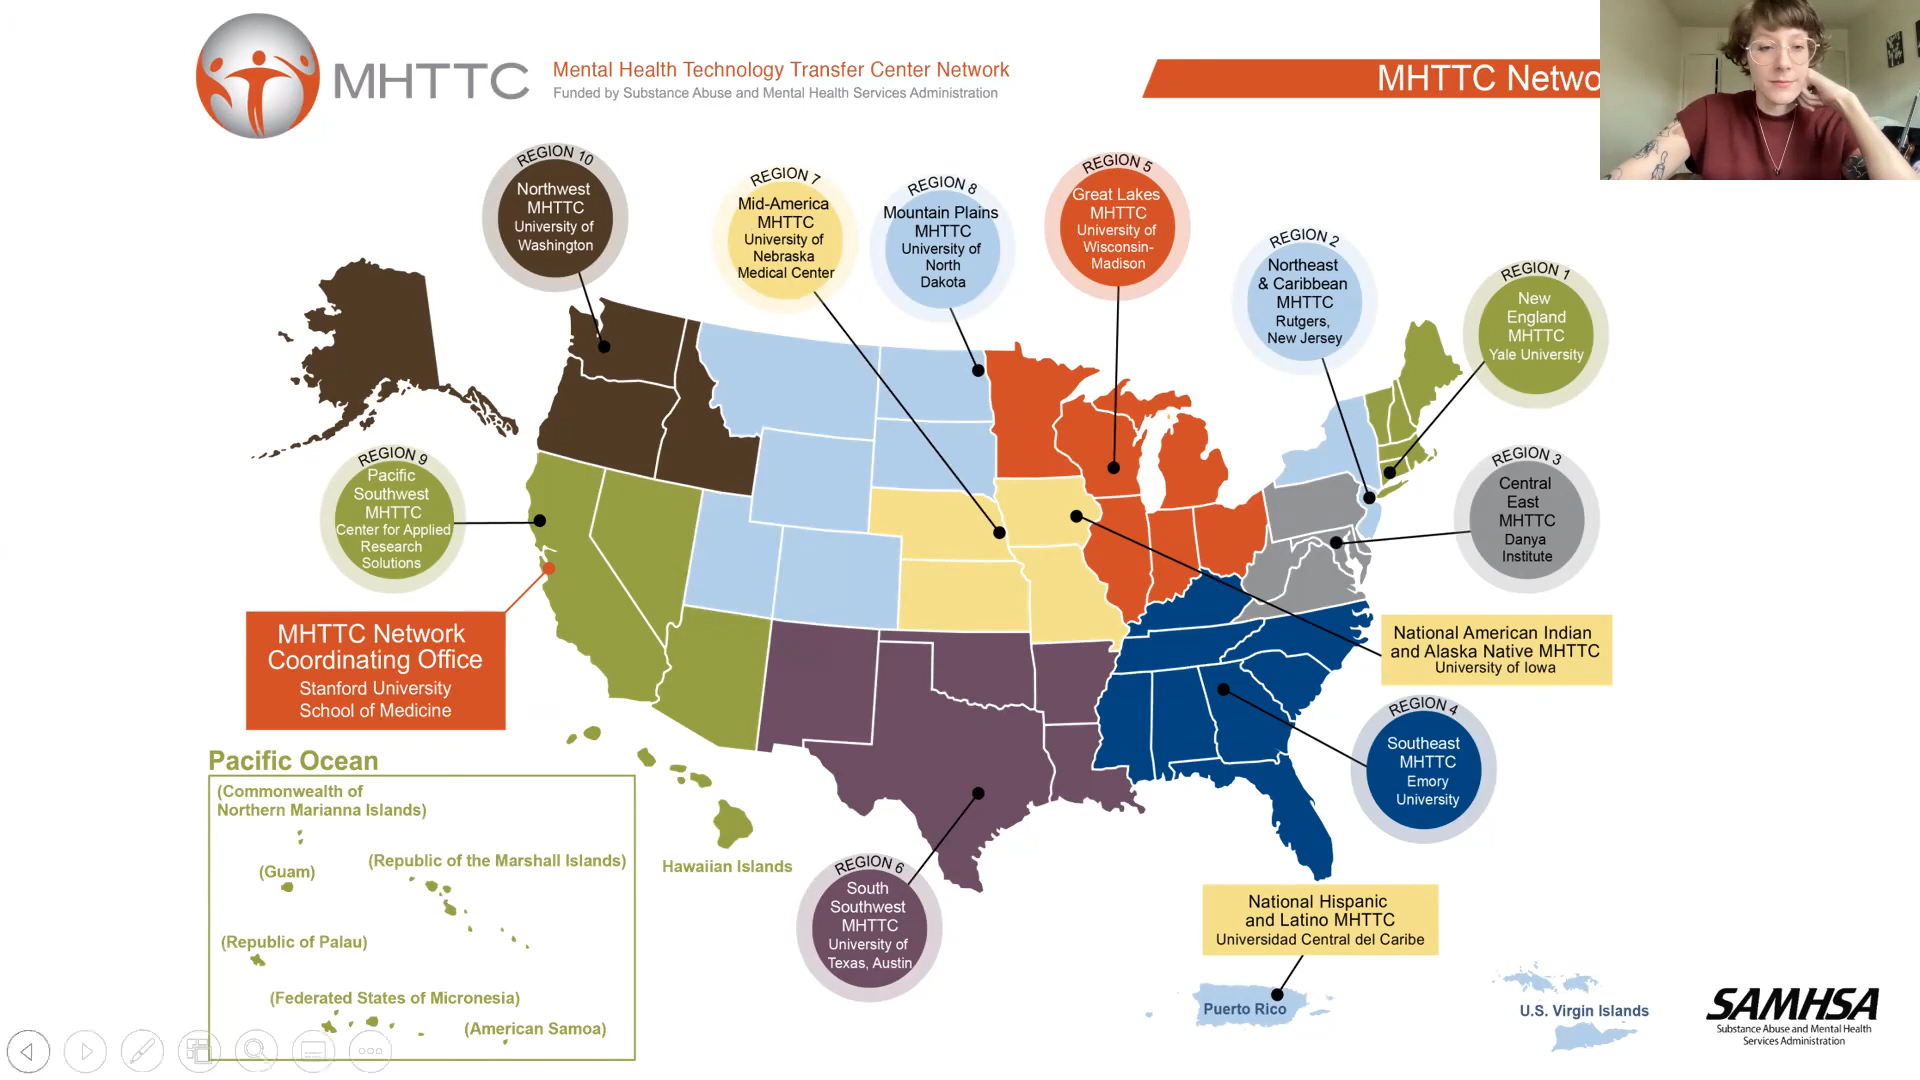 MHTTC
Mental Health Technology Transfer Center Network
Funded by Substance Abuse and Mental Health Services Administration
MHTTC Netwo
REGION 10
Northwest
MHTTC
University of
Washington
REGION 7
Mid-America
MHTTC
University of
Nebraska
Medical Center
REGION 8
Mountain Plains
MHTTC
University of
North
Dakota
REGION 5
Great Lakes
MHTTC
University of
Wisconsin-
Madison
REGION 2
Northeast
& Caribbean
MHTTC
Rutgers,
New Jersey
REGION 1
New
England
MHTTC
Yale University
REGION 9
Pacific
Southwest
MHTTC
Center for Applied
Research
Solutions
REGION 3
Central
East
MHTTC
Danya
Institute
MHTTC Network
Coordinating Office
Stanford University
School of Medicine
National American Indian
and Alaska Native MHTTC
University of Iowa
REGION 4
Southeast
MHTTC
Emory
University
Pacific Ocean
(Commonwealth of
Northern Marianna Islands)
(Guam)
(Republic of the Marshall Islands)
(Republic of Palau)
(Federated States of Micronesia)
(American Samoa)
Hawaiian Islands
REGION 6
South
Southwest
MHTTC
University of
Texas, Austin
National Hispanic
and Latino MHTTC
Universidad Central del Caribe
Puerto Rico
U.S. Virgin Islands
SAMHSA
Substance Abuse and Mental Health
Services Administration